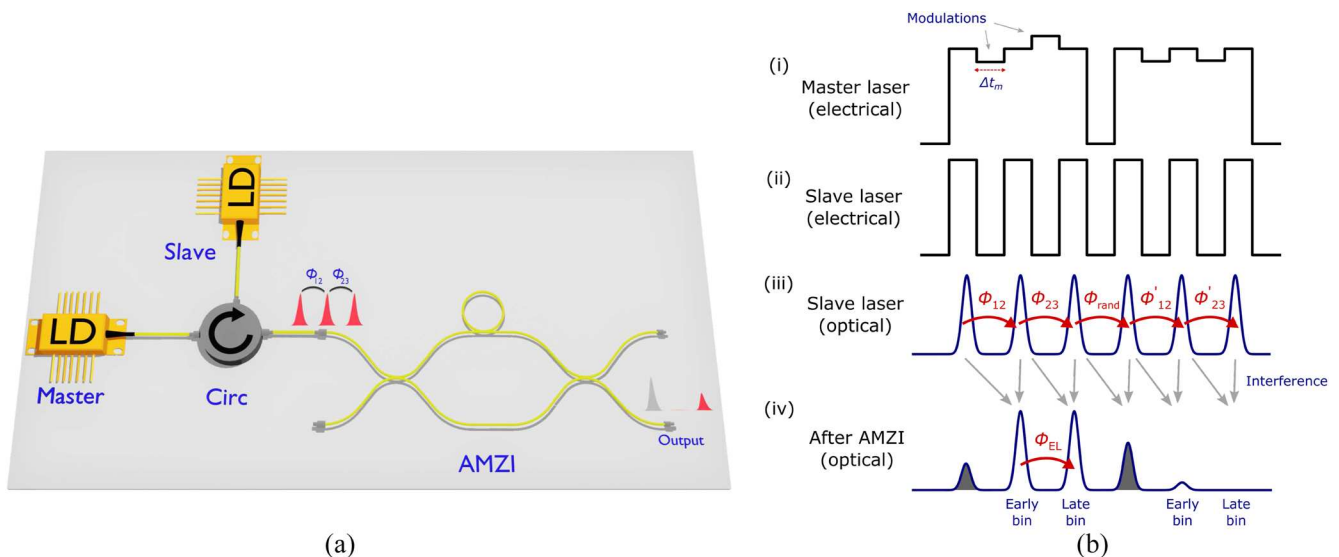 LD
Slave
ϕ12 ϕ23
LD
Master
Circ
AMZI
Output
(a)
Modulations
(i)
Master laser
(electrical)
Δtm
(ii)
Slave laser
(electrical)
(iii)
Slave laser
(optical)
ϕ12 ϕ23 ϕrand ϕ'12 ϕ'23
Interference
(iv)
After AMZI
(optical)
ϕEL
Early
bin
Late
bin
Early
bin
Late
bin
(b)